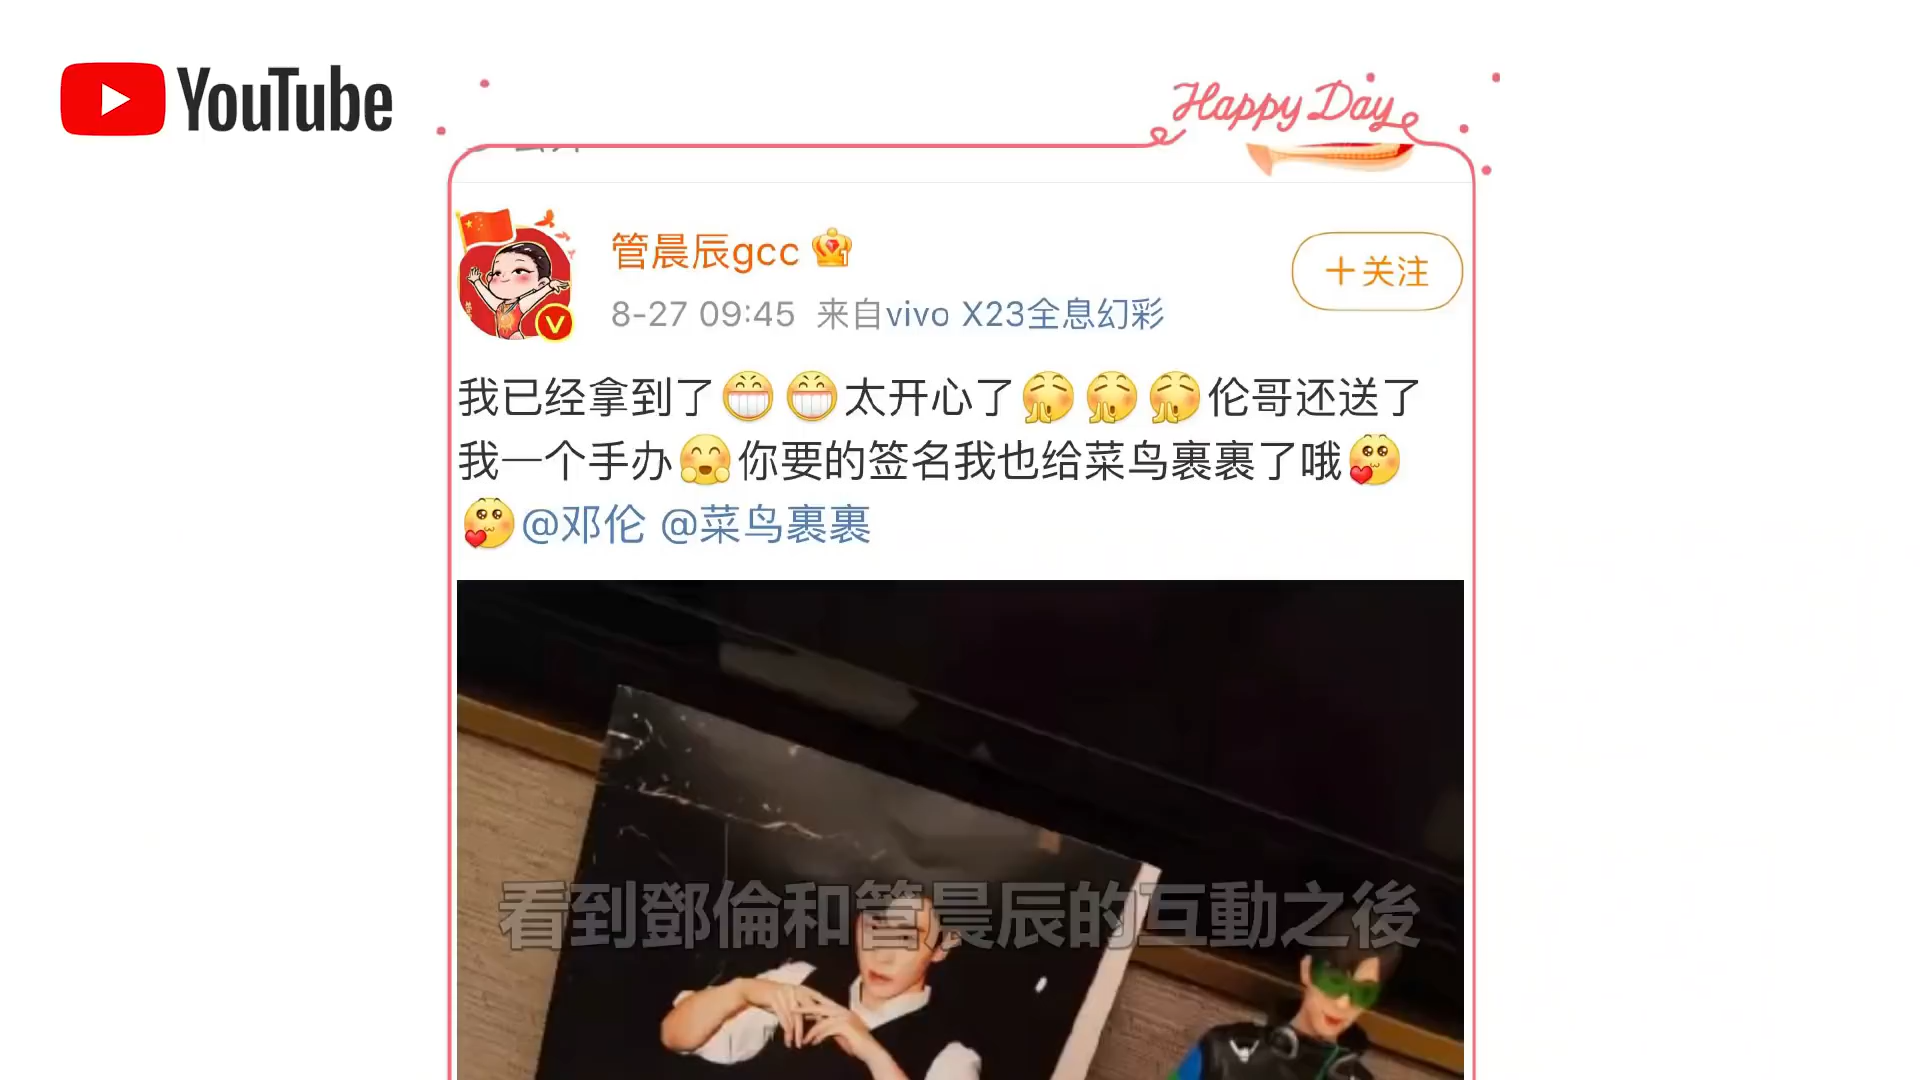 YouTube
Happy Day
管晨辰gcc
8-27 09:45 来自vivo X23全息幻彩
+关注
我已经拿到了太开心了伦哥还送了
我一个手办你要的签名我也给菜鸟裹裹了哦
@邓伦 @菜鸟裹裹
看到鄧倫和管晨辰的互動之後